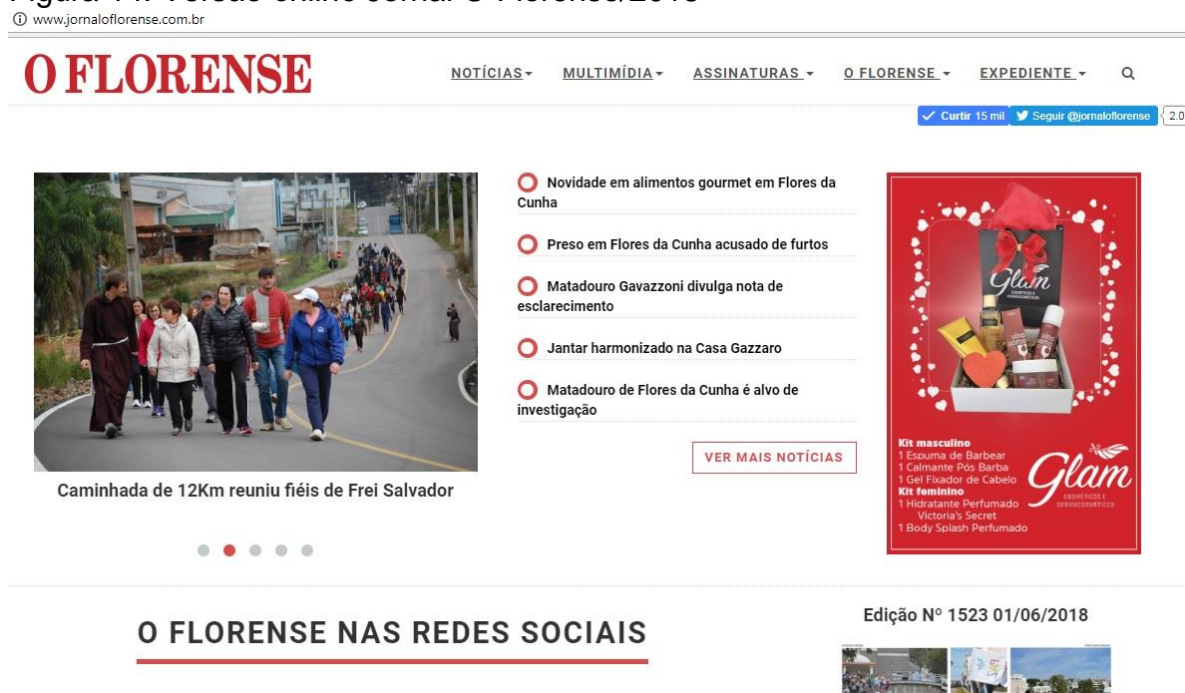 www.jornaloflorense.com.br
O FLORENSE
NOTÍCIAS
MULTIMÍDIA
ASSINATURAS
O FLORENSE
EXPEDIENTE
Curtir 15 mil
Seguir @jornaloflorense
2.0
Novidade em alimentos gourmet em Flores da
Cunha
Preso em Flores da Cunha acusado de furtos
Matadouro Gavazzoni divulga nota de
esclarecimento
Jantar harmonizado na Casa Gazzaro
Matadouro de Flores da Cunha é alvo de
investigação
VER MAIS NOTÍCIAS
Caminhada de 12Km reuniu fiéis de Frei Salvador
Glam
Kit masculino
1 Espuma de Barbear
1 Calmante Pós Barba
1 Gel Fixador de Cabelo
Kit feminino
1 Hidratante Perfumado
Victoria's Secret
1 Body Splash Perfumado
Glam
COSMÉTICOS E
DERMOCOSMÉTICOS
O FLORENSE NAS REDES SOCIAIS
Edição Nº 1523 01/06/2018